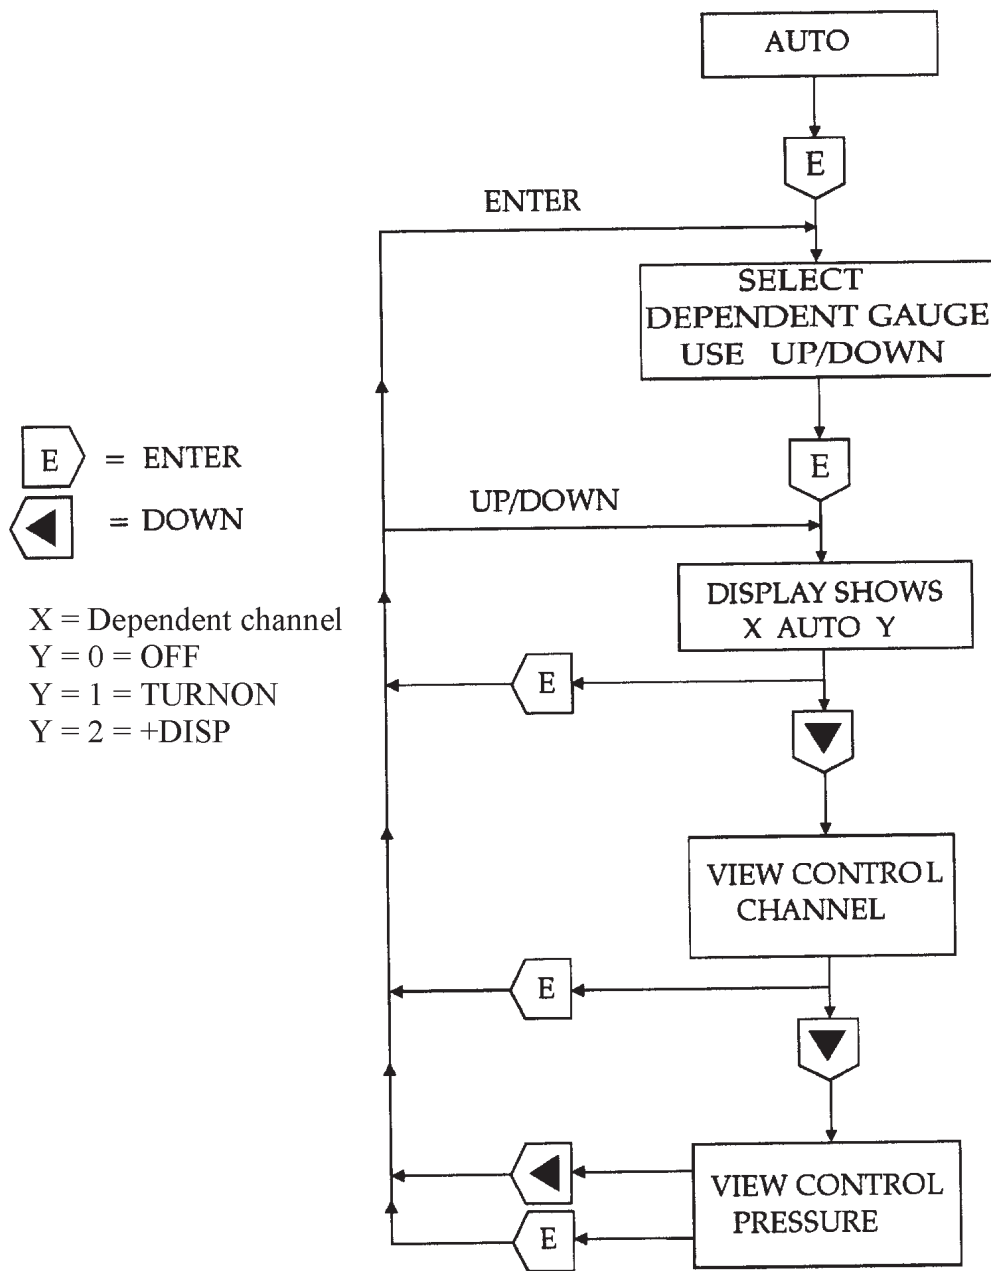 AUTO
E
ENTER
SELECT
DEPENDENT GAUGE
USE UP/DOWN
E = ENTER
E
= DOWN
UP/DOWN
DISPLAY SHOWS
X AUTO Y
X = Dependent channel
Y = 0 = OFF
Y = 1 = TURNON
Y = 2 = +DISP
E
VIEW CONTROL
CHANNEL
E
VIEW CONTROL
PRESSURE
E